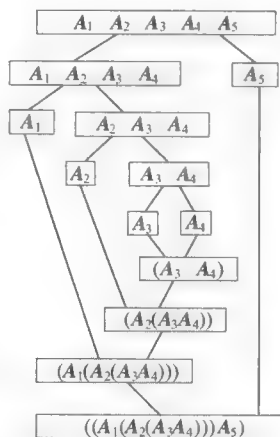 A₁ A₂ A₃ A₄ A₅
A₁ A₂ A₃ A₄ A₅
A₁ A₂ A₃ A₄
A₂ A₃ A₄
A₃ A₄
(A₃ A₄)
(A₂(A₃A₄))
(A₁(A₂(A₃A₄)))
((A₁(A₂(A₃A₄)))A₅)